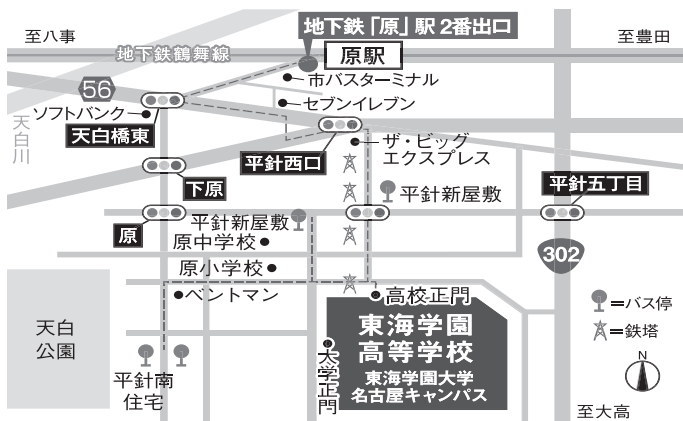 地下鉄「原」駅 2番出口
至八事
地下鉄鶴舞線
原駅
至豊田
市バスターミナル
56
セブンイレブン
ソフトバンク
天白川
天白橋東
平針西口
ザ・ビッグ
エクスプレス
下原
平針五丁目
平針新屋敷
平針新屋敷
原
原中学校
302
原小学校
ベントマン
高校正門
=バス停
天白
公園
東海学園
高等学校
=鉄塔
大学正門
東海学園大学
名古屋キャンパス
N
平針南
住宅
至大高